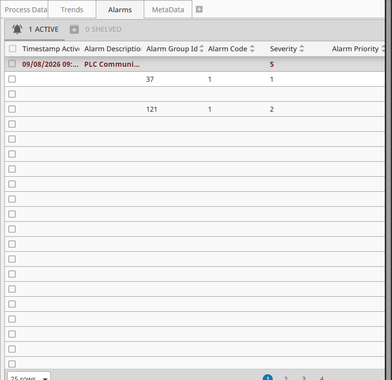 Process Data Trends Alarms MetaData
1 ACTIVE 0 SHELVED
Timestamp Active Alarm Descriptio Alarm Group Id Alarm Code Severity Alarm Priority
09/08/2026 09:... PLC Communi... 5
37 1 1
121 1 2
25 rows 1 2 3 4